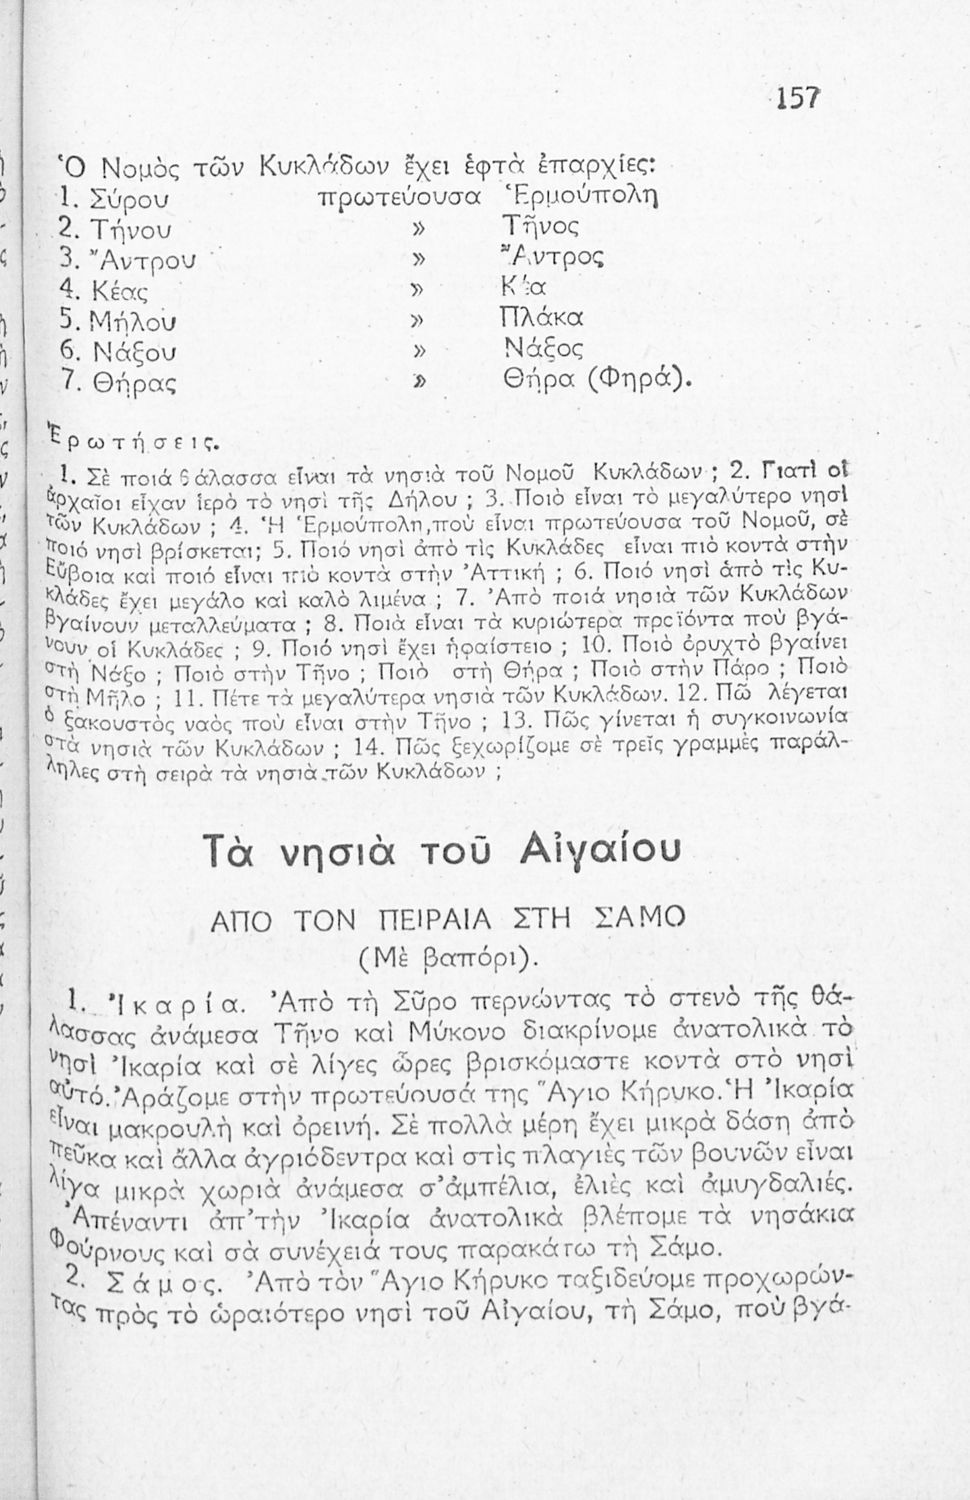 157
Ὁ Νομὸς τῶν Κυκλάδων ἔχει ἑφτὰ ἐπαρχίες:
1. Σύρου πρωτεύουσα Ἑρμούπολη
2. Τήνου » Τῆνος
3. Ἄντρου » Ἄντρος
4. Κέας » Κέα
5. Μήλου » Πλάκα
6. Νάξου » Νάξος
7. Θήρας » Θήρα (Φηρά).
Ἐρωτήσεις.
1. Σὲ ποιά θάλασσα εἶναι τὰ νησιὰ τοῦ Νομοῦ Κυκλάδων ; 2. Γιατὶ οἱ
ἀρχαῖοι εἶχαν ἱερὸ τὸ νησὶ τῆς Δήλου ; 3. Ποιὸ εἶναι τὸ μεγαλύτερο νησὶ
τῶν Κυκλάδων ; 4. Ἡ Ἑρμούπολη,ποὺ εἶναι πρωτεύουσα τοῦ Νομοῦ, σὲ
ποιό νησὶ βρίσκεται; 5. Ποιό νησὶ ἀπὸ τὶς Κυκλάδες εἶναι πιὸ κοντὰ στὴν
Εὔβοια καὶ ποιό εἶναι πιὸ κοντὰ στὴν Ἀττική ; 6. Ποιό νησὶ ἀπὸ τὶς Κυ-
κλάδες ἔχει μεγάλο καὶ καλὸ λιμένα ; 7. Ἀπὸ ποιά νησιὰ τῶν Κυκλάδων
βγαίνουν μεταλλεύματα ; 8. Ποιὰ εἶναι τὰ κυριώτερα προϊόντα ποὺ βγά-
νουν οἱ Κυκλάδες ; 9. Ποιό νησὶ ἔχει ἡφαίστειο ; 10. Ποιὸ ὀρυχτὸ βγαίνει
στὴ Νάξο ; Ποιὸ στὴν Τῆνο ; Ποιὸ στὴ Θήρα ; Ποιὸ στὴν Πάρο ; Ποιὸ
στὴ Μῆλο ; 11. Πέτε τὰ μεγαλύτερα νησιὰ τῶν Κυκλάδων. 12. Πῶ λέγεται
ὁ ξακουστὸς ναὸς ποὺ εἶναι στὴν Τῆνο ; 13. Πῶς γίνεται ἡ συγκοινωνία
στὰ νησιὰ τῶν Κυκλάδων ; 14. Πῶς ξεχωρίζομε σὲ τρεῖς γραμμὲς παράλ-
ληλες στὴ σειρὰ τὰ νησιὰ τῶν Κυκλάδων ;
Τὰ νησιὰ τοῦ Αἰγαίου
ΑΠΟ ΤΟΝ ΠΕΙΡΑΙΑ ΣΤΗ ΣΑΜΟ
(Μὲ βαπόρι).
1. Ἰκαρία. Ἀπὸ τὴ Σῦρο περνώντας τὸ στενὸ τῆς θά-
λασσας ἀνάμεσα Τῆνο καὶ Μύκονο διακρίνομε ἀνατολικὰ τὸ
νησὶ Ἰκαρία καὶ σὲ λίγες ὧρες βρισκόμαστε κοντὰ στὸ νησὶ
αὐτό. Ἀράζομε στὴν πρωτεύουσά της Ἅγιο Κήρυκο. Ἡ Ἰκαρία
εἶναι μακρουλὴ καὶ ὀρεινή. Σὲ πολλὰ μέρη ἔχει μικρὰ δάση ἀπὸ
πεῦκα καὶ ἄλλα ἀγριόδεντρα καὶ στὶς πλαγιὲς τῶν βουνῶν εἶναι
λίγα μικρὰ χωριὰ ἀνάμεσα σ’ἀμπέλια, ἐλιὲς καὶ ἀμυγδαλιές.
Ἀπέναντι ἀπ’τὴν Ἰκαρία ἀνατολικὰ βλέπομε τὰ νησάκια
Φούρνους καὶ σὰ συνέχειά τους παρακάτω τὴ Σάμο.
2. Σάμος. Ἀπὸ τὸν Ἅγιο Κήρυκο ταξιδεύομε προχωρών-
τας πρὸς τὸ ὡραιότερο νησὶ τοῦ Αἰγαίου, τὴ Σάμο, ποὺ βγά-